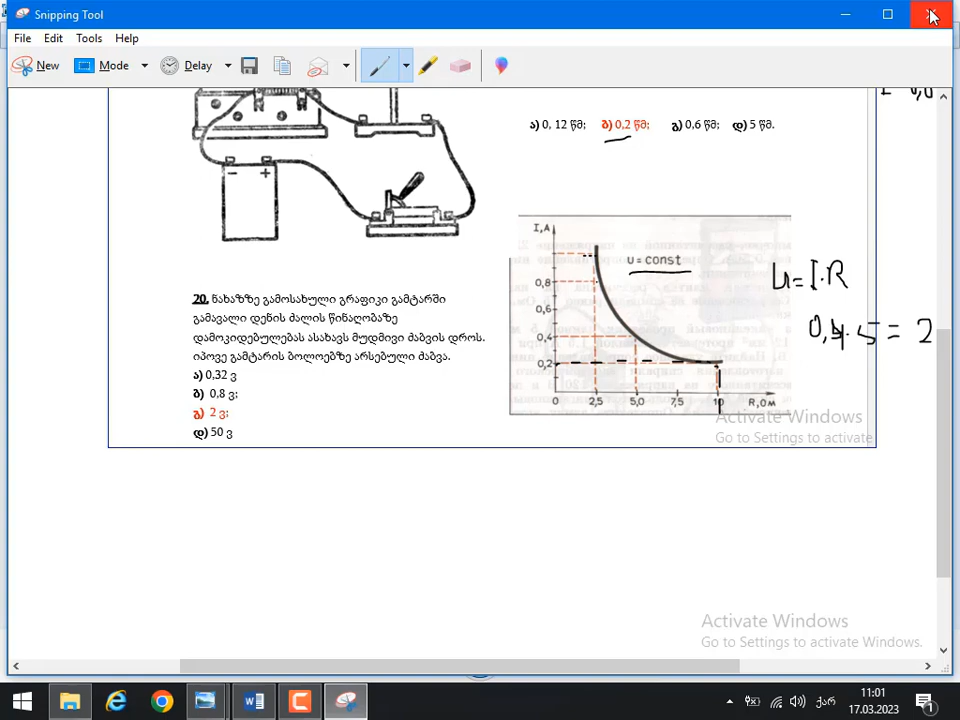 Snipping Tool
File Edit Tools Help
New Mode Delay
ა) 0, 12 წმ; ბ) 0,2 წმ; გ) 0,6 წმ; დ) 5 წმ.
- +
I,A
U = const
0,8
0,6
0,4
0,2
0 2,5 5,0 7,5 10 R,Ом
U=I·R
0,4·5=2
20. ნახაზზე გამოსახული გრაფიკი გამტარში
გამავალი დენის ძალის წინაღობაზე
დამოკიდებულებას ასახავს მუდმივი ძაბვის დროს.
იპოვე გამტარის ბოლოებზე არსებული ძაბვა.
ა) 0,32 ვ
ბ) 0,8 ვ;
გ) 2 ვ;
დ) 50 ვ
Activate Windows
Go to Settings to activate
Activate Windows
Go to Settings to activate Windows.
ქარ
11:01
17.03.2023
1